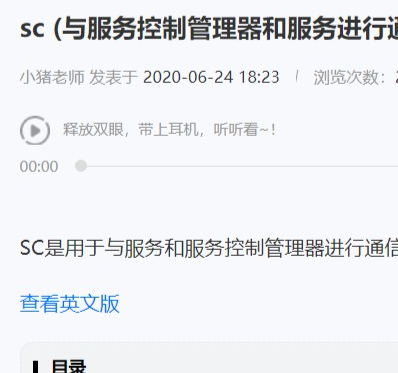 sc (与服务控制管理器和服务进行
小猪老师 发表于 2020-06-24 18:23 / 浏览次数：
释放双眼，带上耳机，听听看~！
00:00
SC是用于与服务和服务控制管理器进行通信
查看英文版
目录